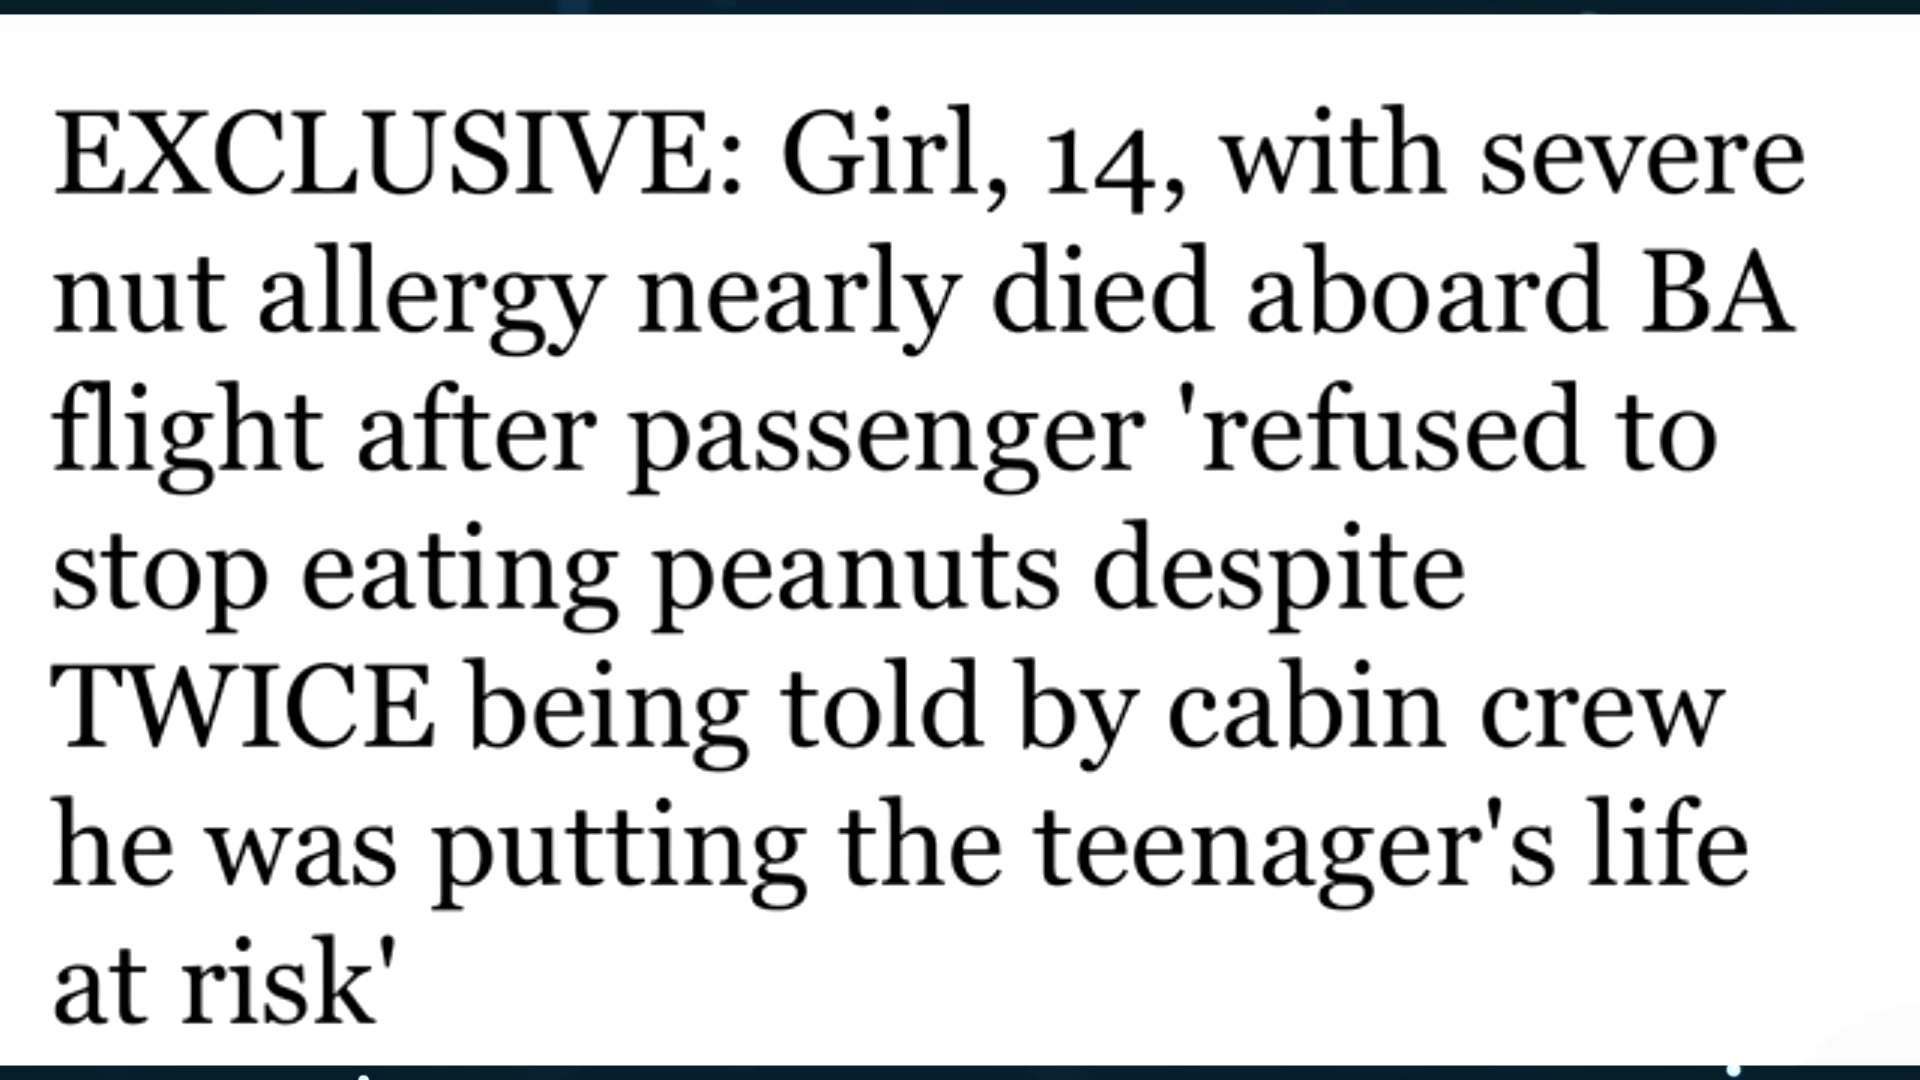 EXCLUSIVE: Girl, 14, with severe
nut allergy nearly died aboard BA
flight after passenger 'refused to
stop eating peanuts despite
TWICE being told by cabin crew
he was putting the teenager's life
at risk'